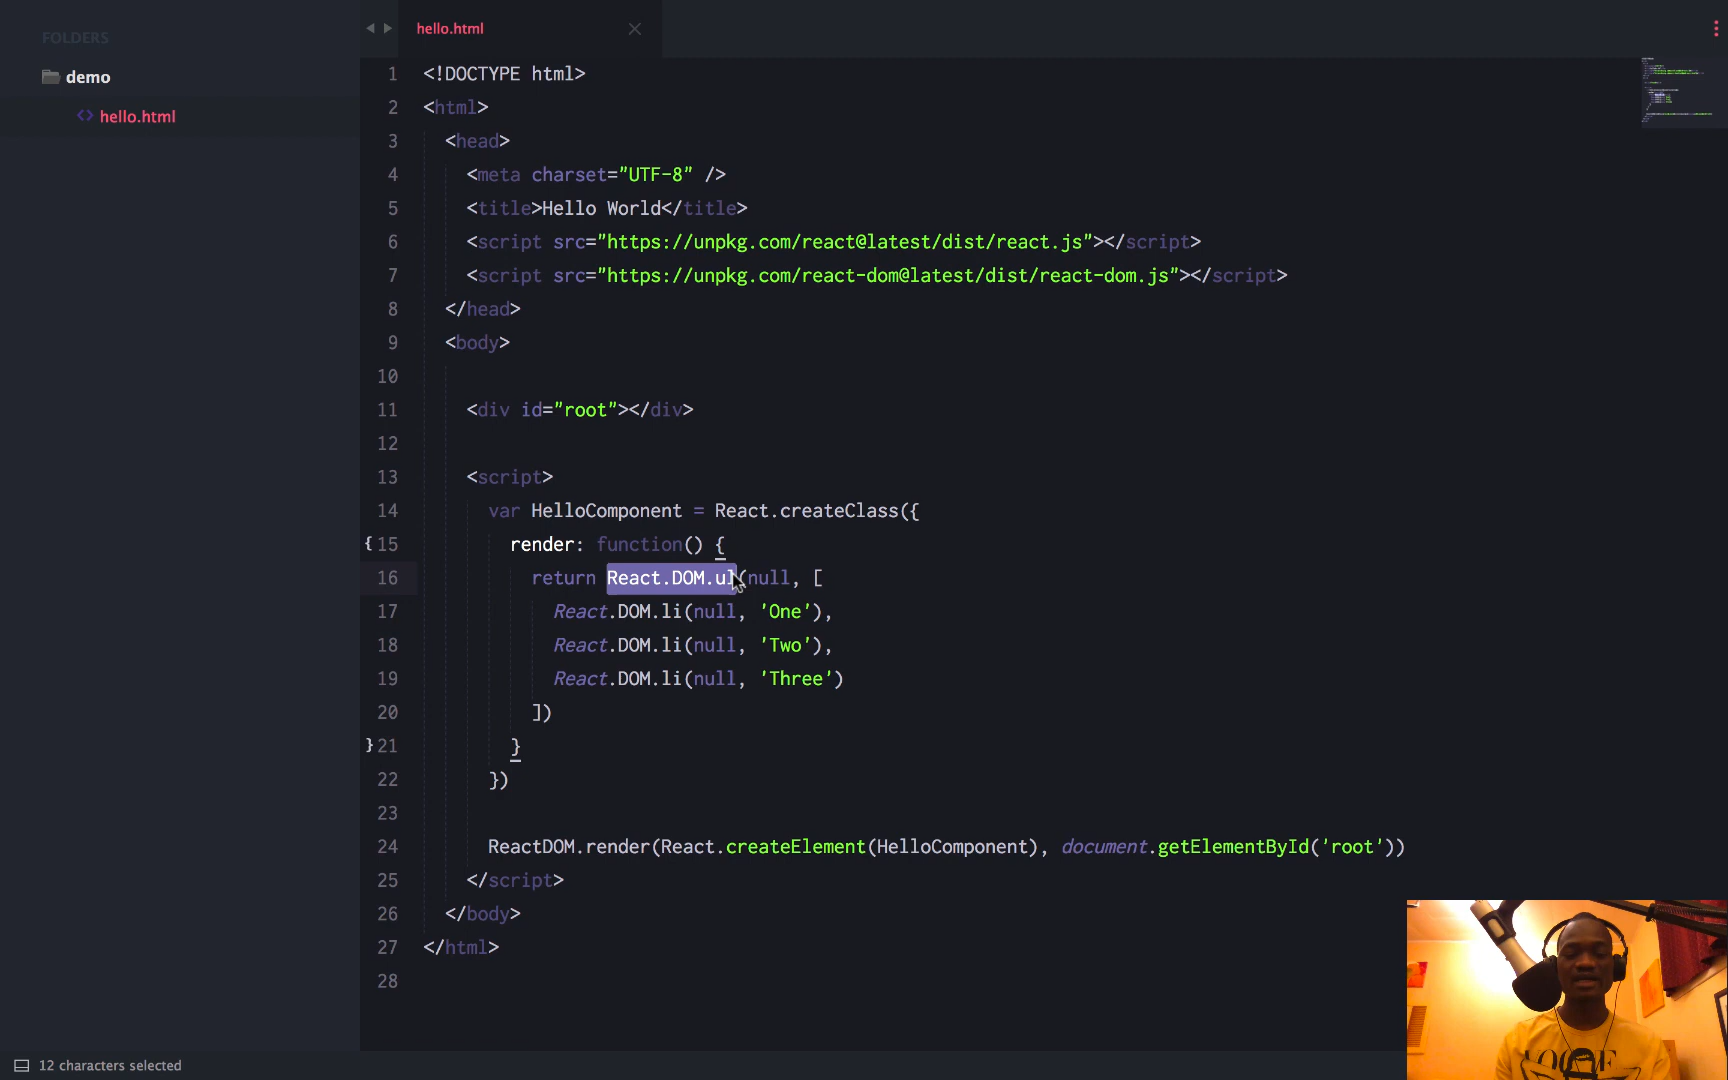 FOLDERS
demo
hello.html
hello.html
1 <!DOCTYPE html>
2 <html>
3 <head>
4 <meta charset="UTF-8" />
5 <title>Hello World</title>
6 <script src="https://unpkg.com/react@latest/dist/react.js"></script>
7 <script src="https://unpkg.com/react-dom@latest/dist/react-dom.js"></script>
8 </head>
9 <body>
10
11 <div id="root"></div>
12
13 <script>
14 var HelloComponent = React.createClass({
{ 15 render: function() {
16 return React.DOM.ul(null, [
17 React.DOM.li(null, 'One'),
18 React.DOM.li(null, 'Two'),
19 React.DOM.li(null, 'Three')
20 ])
} 21 }
22 })
23
24 ReactDOM.render(React.createElement(HelloComponent), document.getElementById('root'))
25 </script>
26 </body>
27 </html>
28
12 characters selected